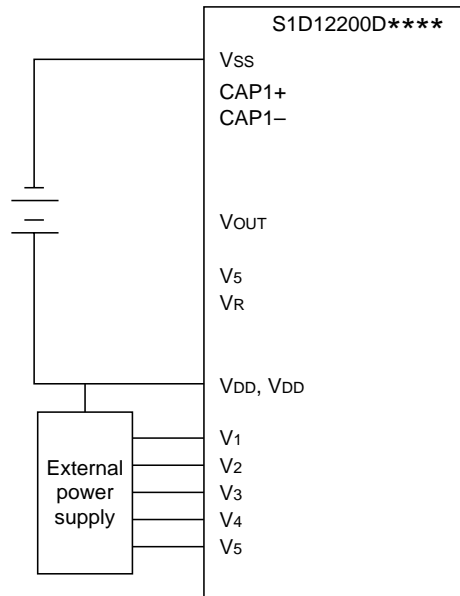 S1D12200D****
VSS
CAP1+
CAP1–
VOUT
V5
VR
VDD, VDD
V1
V2
V3
V4
V5
External
power
supply